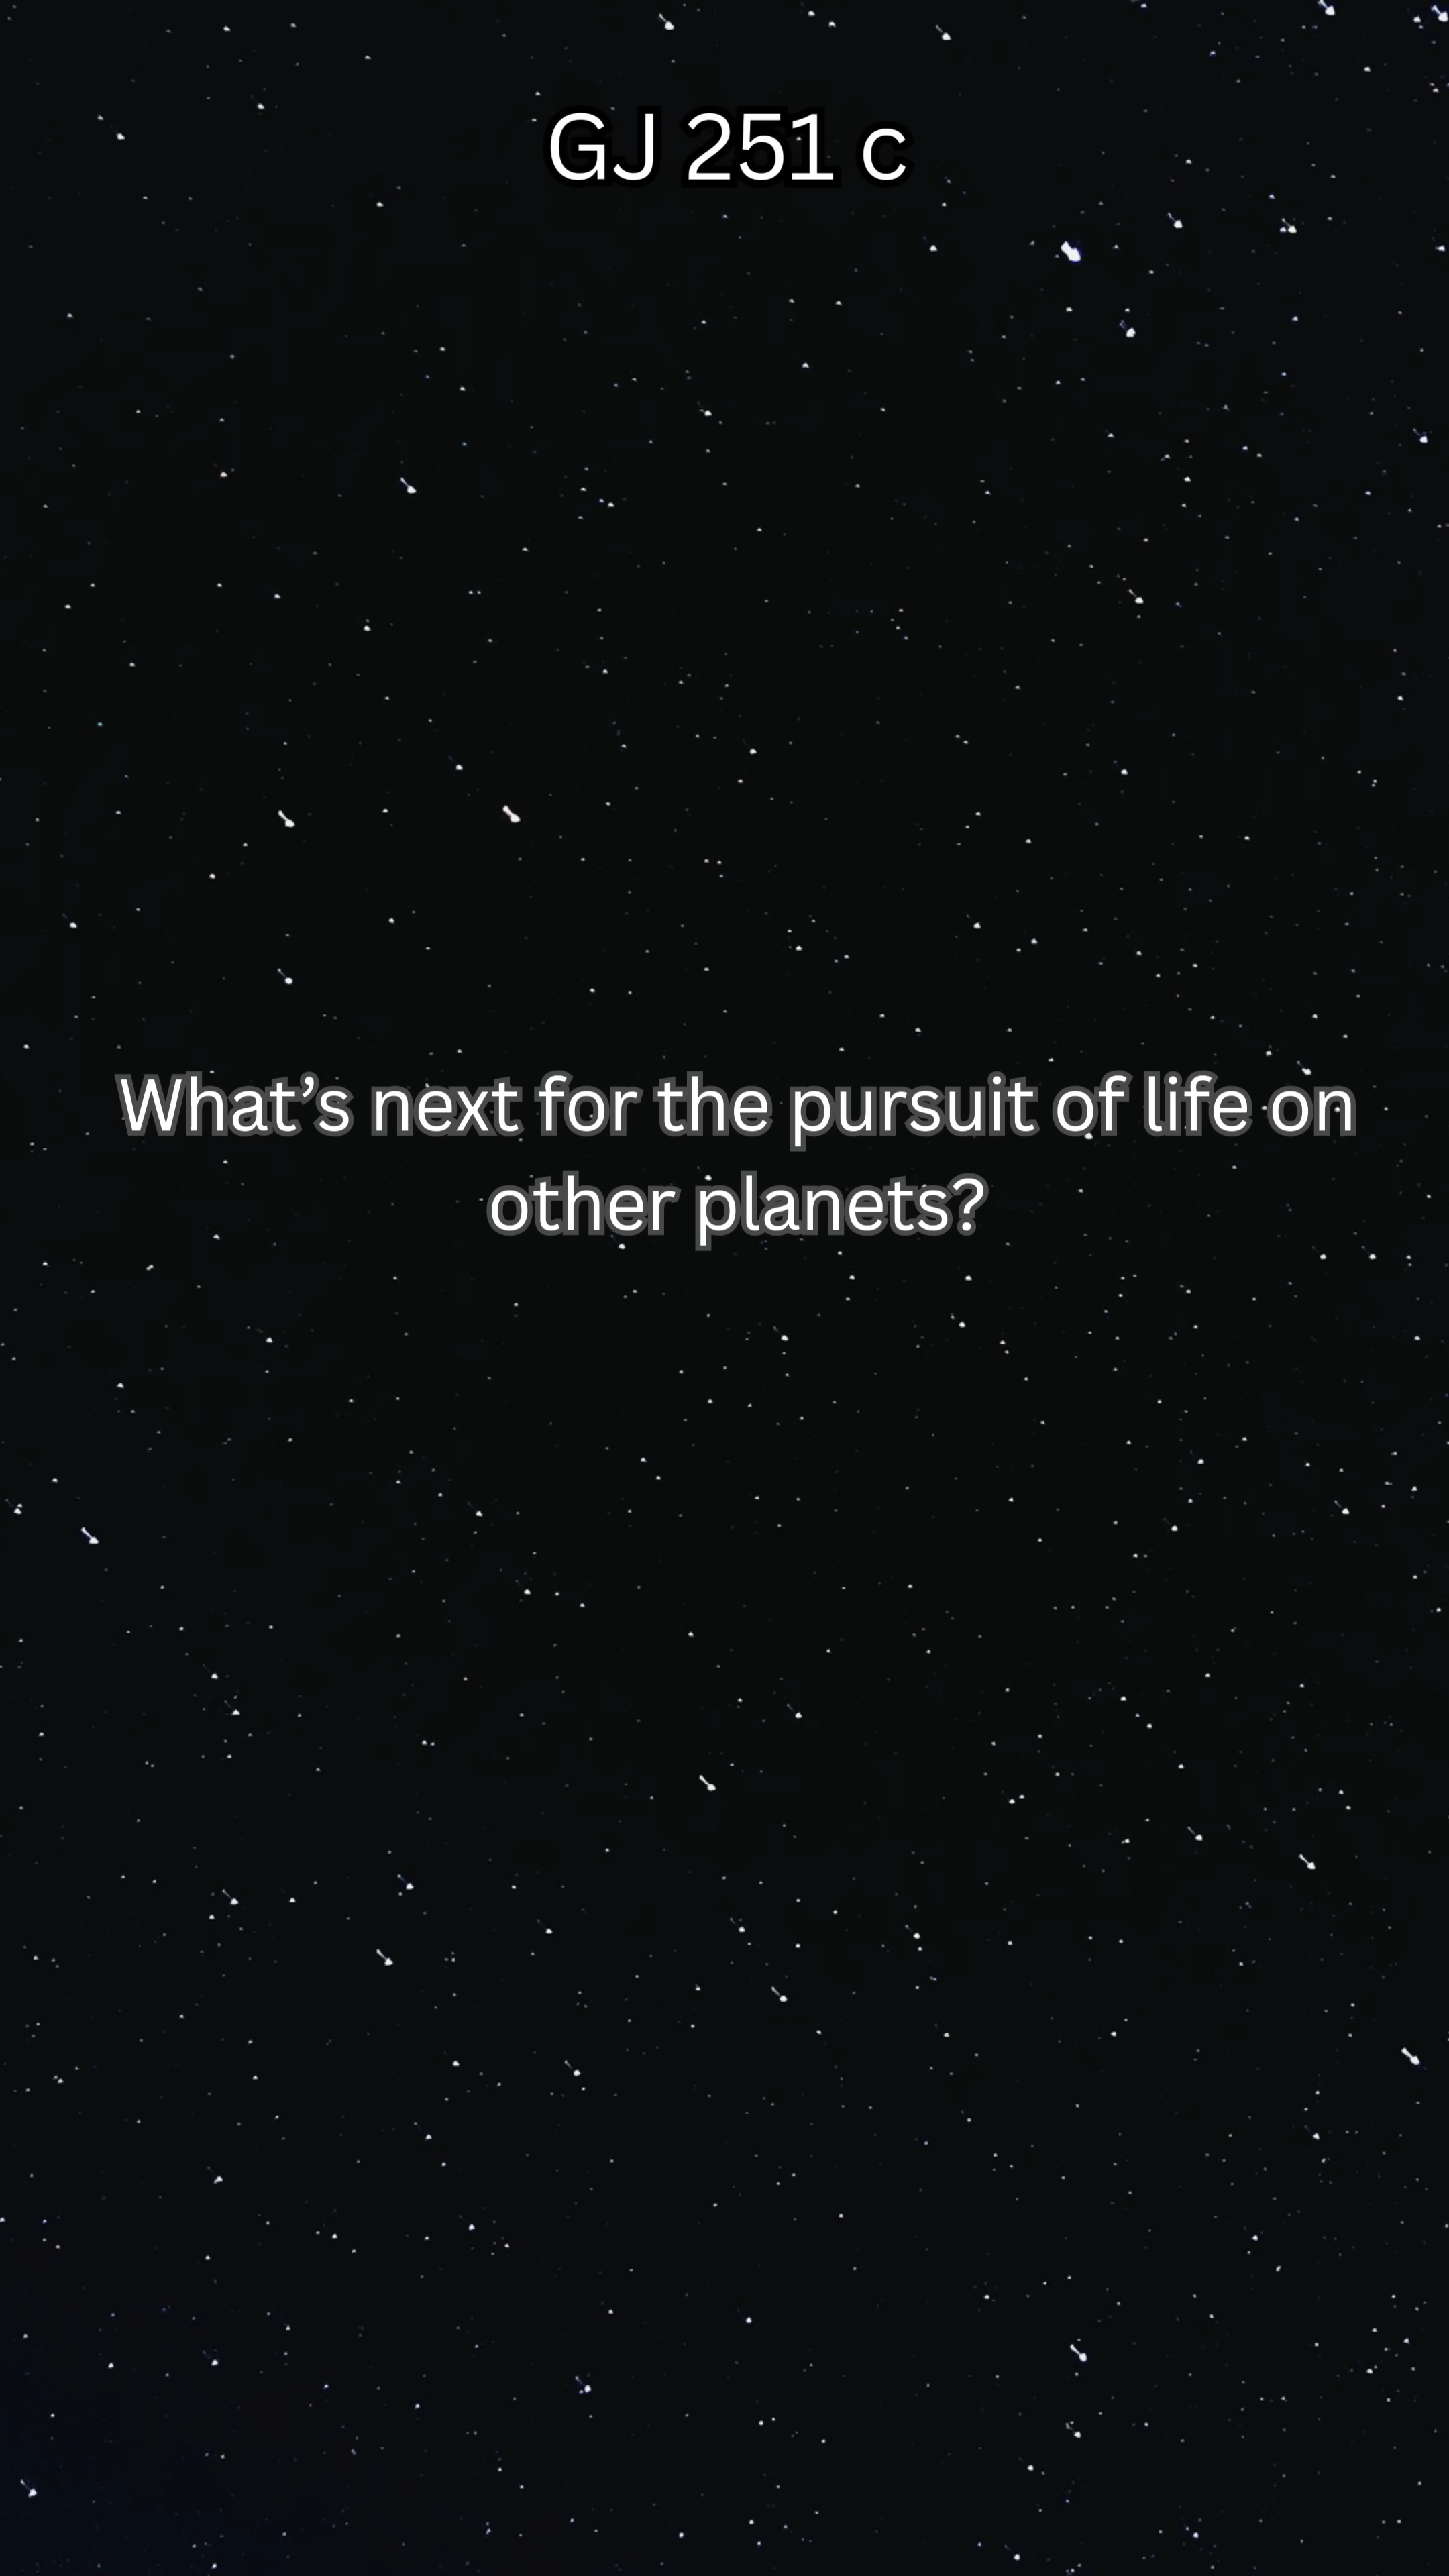 GJ 251 c
What’s next for the pursuit of life on
other planets?